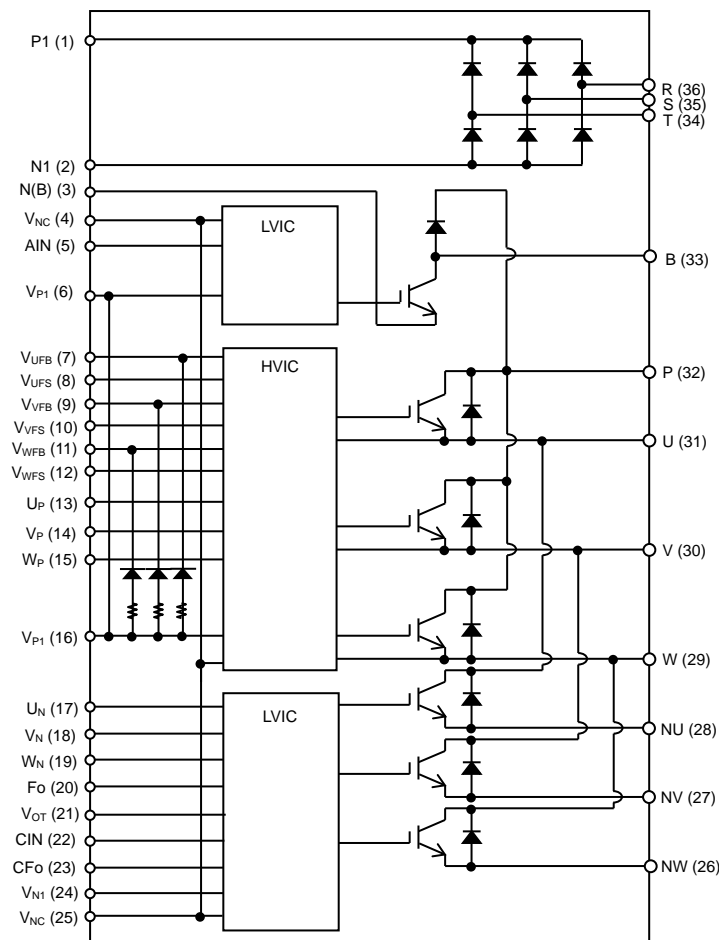 P1 (1)
R (36)
S (35)
T (34)
N1 (2)
N(B) (3)
VNC (4)
LVIC
AIN (5)
B (33)
VP1 (6)
VUFB (7)
HVIC
VUFS (8)
P (32)
VVFB (9)
VVFS (10)
U (31)
VWFB (11)
VWFS (12)
UP (13)
VP (14)
V (30)
WP (15)
VP1 (16)
W (29)
UN (17)
LVIC
NU (28)
VN (18)
WN (19)
Fo (20)
NV (27)
VOT (21)
CIN (22)
CFo (23)
NW (26)
VN1 (24)
VNC (25)